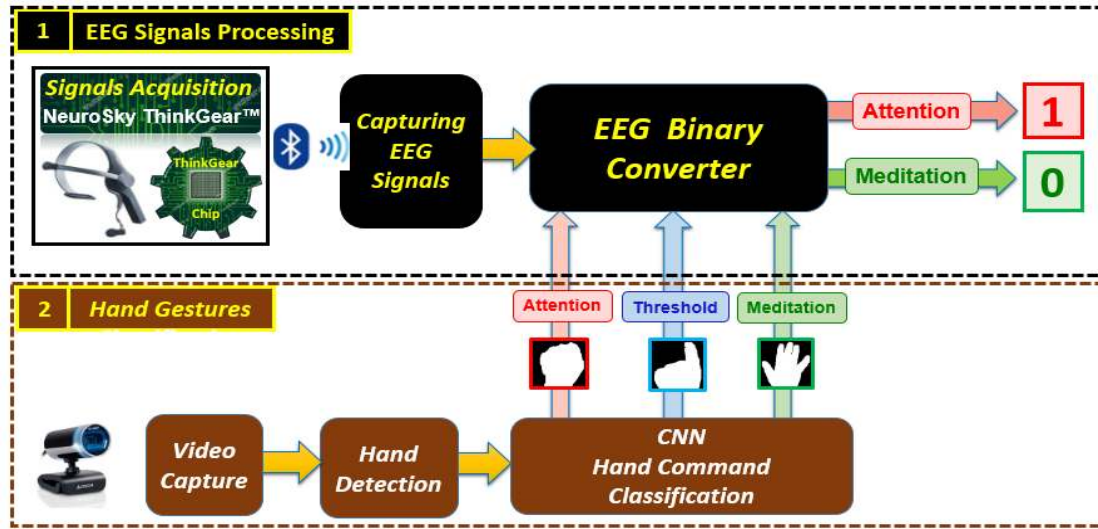 1 EEG Signals Processing
Signals Acquisition
NeuroSky ThinkGear™
ThinkGear
Chip
Capturing
EEG
Signals
EEG Binary
Converter
Attention
1
Meditation
0
2 Hand Gestures
Attention
Threshold
Meditation
Video
Capture
Hand
Detection
CNN
Hand Command
Classification